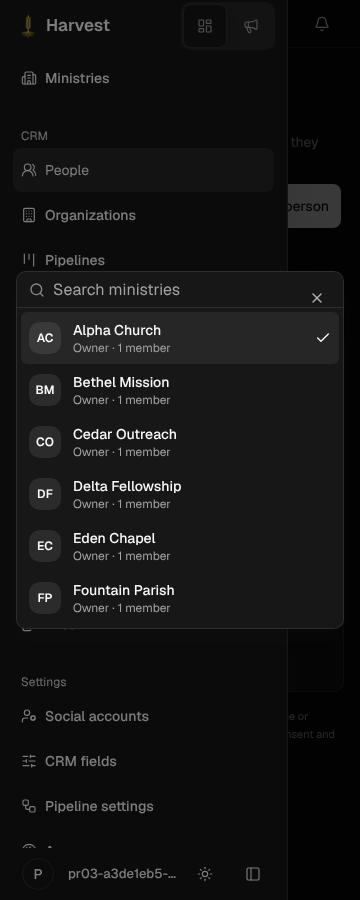 Harvest
Ministries
CRM
they
People
person
Organizations
Pipelines
Search ministries
AC
Alpha Church
Owner · 1 member
BM
Bethel Mission
Owner · 1 member
CO
Cedar Outreach
Owner · 1 member
DF
Delta Fellowship
Owner · 1 member
EC
Eden Chapel
Owner · 1 member
FP
Fountain Parish
Owner · 1 member
Settings
Social accounts
e or
nsent and
CRM fields
Pipeline settings
P
pr03-a3de1eb5-...